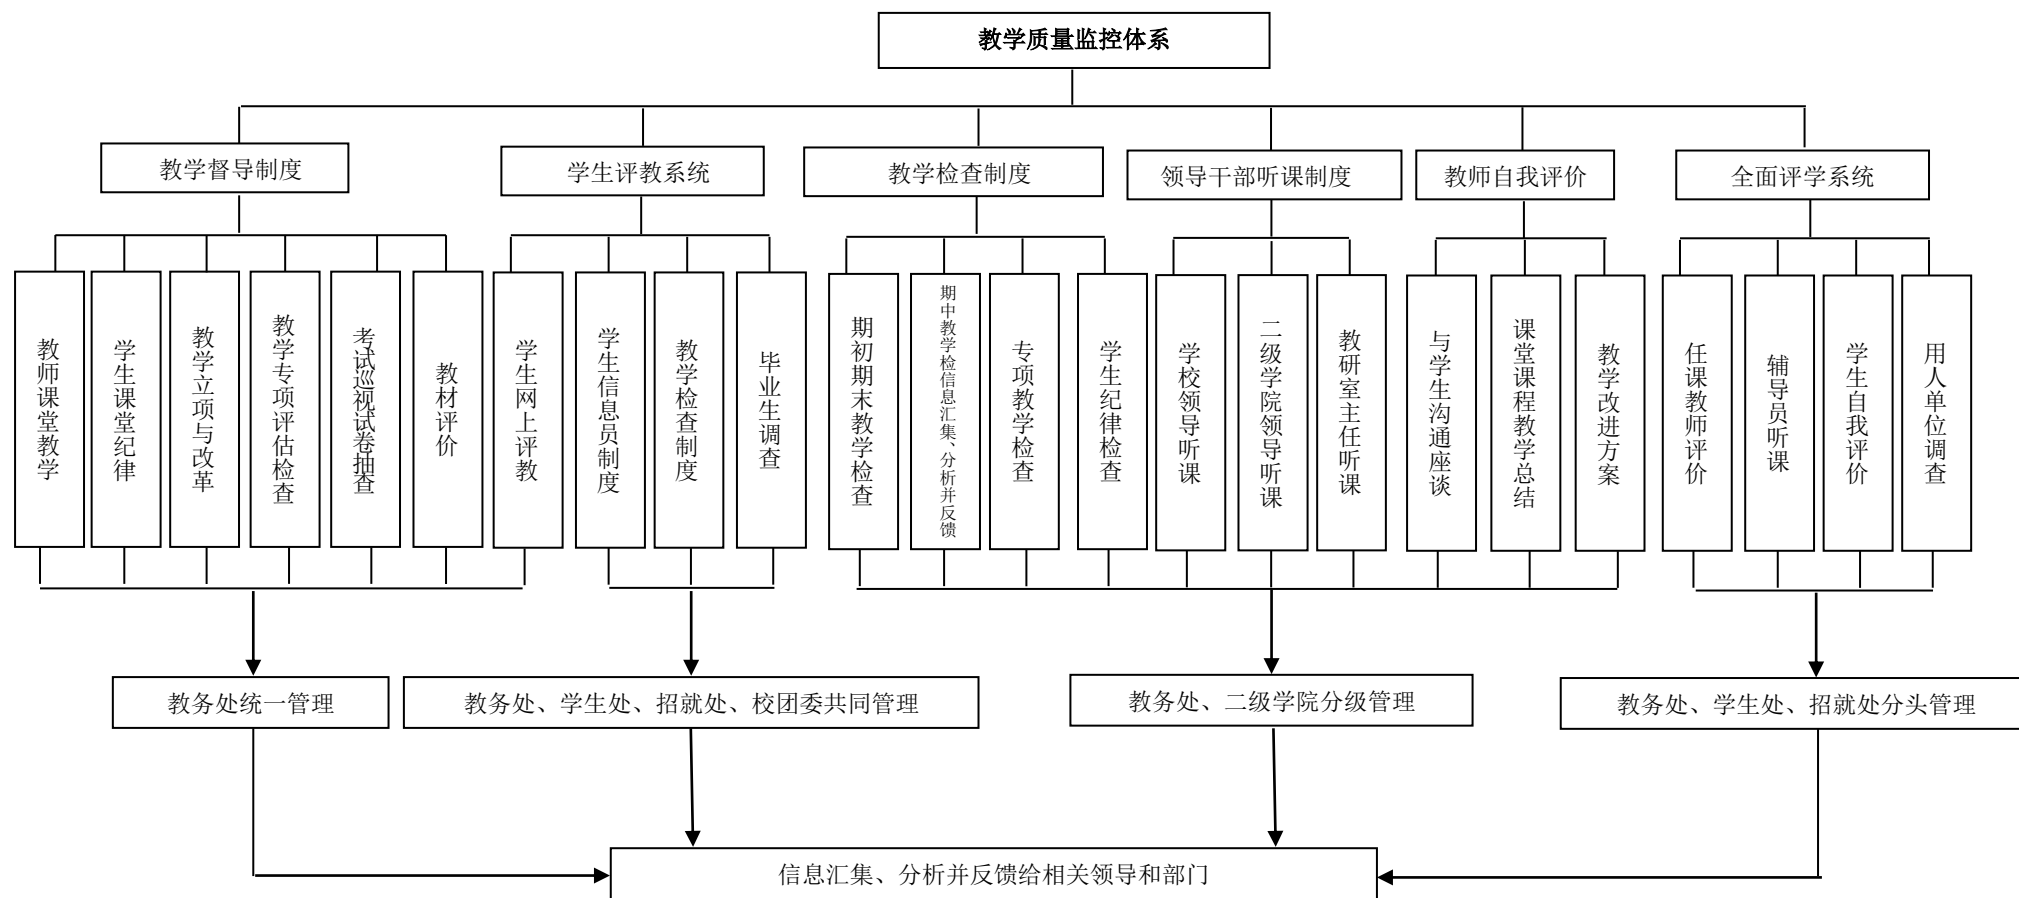 教学质量监控体系
教学督导制度
学生评教系统
教学检查制度
领导干部听课制度
教师自我评价
全面评学系统
教师课堂教学
学生课堂纪律
教学立项与改革
教学专项评估检查
考试巡视试卷抽查
教材评价
学生网上评教
学生信息员制度
教学检查制度
毕业生调查
期初期末教学检查
期中教学检信息汇集、分析并反馈
专项教学检查
学生纪律检查
学校领导听课
二级学院领导听课
教研室主任听课
与学生沟通座谈
课堂课程教学总结
教学改进方案
任课教师评价
辅导员听课
学生自我评价
用人单位调查
教务处统一管理
教务处、学生处、招就处、校团委共同管理
教务处、二级学院分级管理
教务处、学生处、招就处分头管理
信息汇集、分析并反馈给相关领导和部门